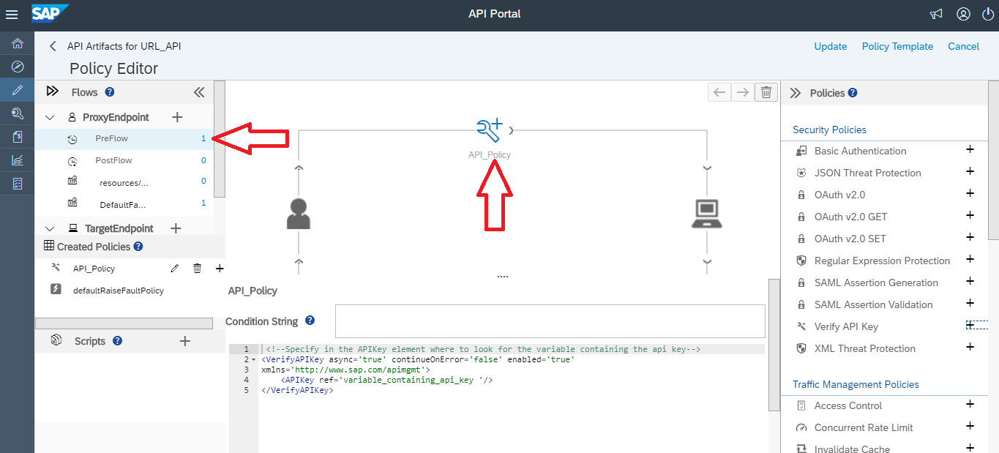 SAP
API Portal
API Artifacts for URL_API
Update Policy Template Cancel
Policy Editor
Flows ?
ProxyEndpoint
PreFlow 1
PostFlow 0
resources/... 0
DefaultFa... 1
TargetEndpoint
Created Policies ?
API_Policy
defaultRaiseFaultPolicy
Scripts ?
API_Policy
....
API_Policy
Condition String ?
1 <!--Specify in the APIKey element where to look for the variable containing the api key-->
2 <VerifyAPIKey async='true' continueOnError='false' enabled='true'
3 xmlns='http://www.sap.com/apimgmt'>
4 <APIKey ref='variable_containing_api_key '/>
5 </VerifyAPIKey>
Policies ?
Security Policies
Basic Authentication +
JSON Threat Protection +
OAuth v2.0 +
OAuth v2.0 GET +
OAuth v2.0 SET +
Regular Expression Protection +
SAML Assertion Generation +
SAML Assertion Validation +
Verify API Key +
XML Threat Protection +
Traffic Management Policies
Access Control +
Concurrent Rate Limit +
Invalidate Cache +